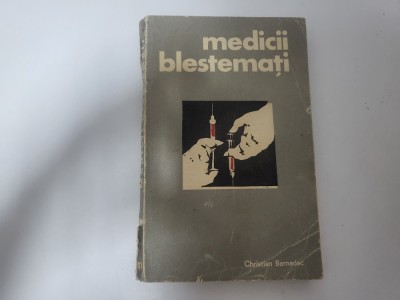 medicii
blestemați
Christian Bernadac